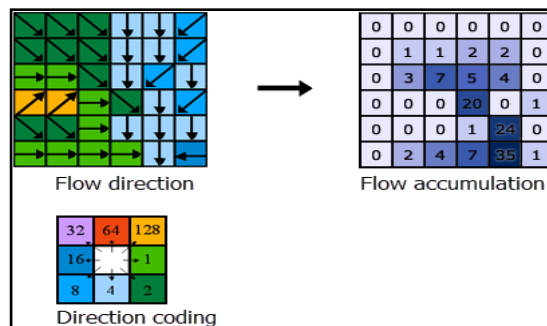 0 0 0 0 0 0
0 1 1 2 2 0
0 3 7 5 4 0
0 0 0 20 0 1
0 0 0 1 24 0
0 2 4 7 35 1
Flow direction
Flow accumulation
32 64 128
16 1
8 4 2
Direction coding